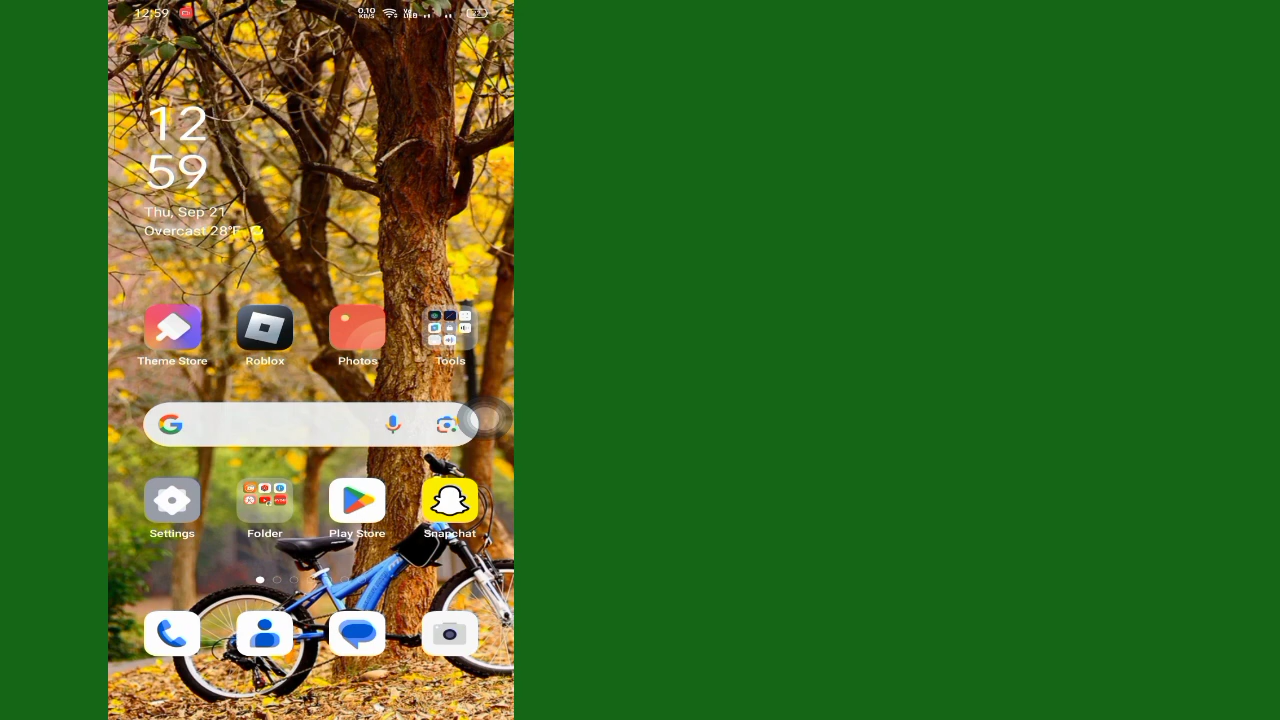 12:59
0.10
KB/S
12
59
Thu, Sep 21
Overcast 28°F
Theme Store
Roblox
Photos
Tools
Settings
Folder
Play Store
Snapchat